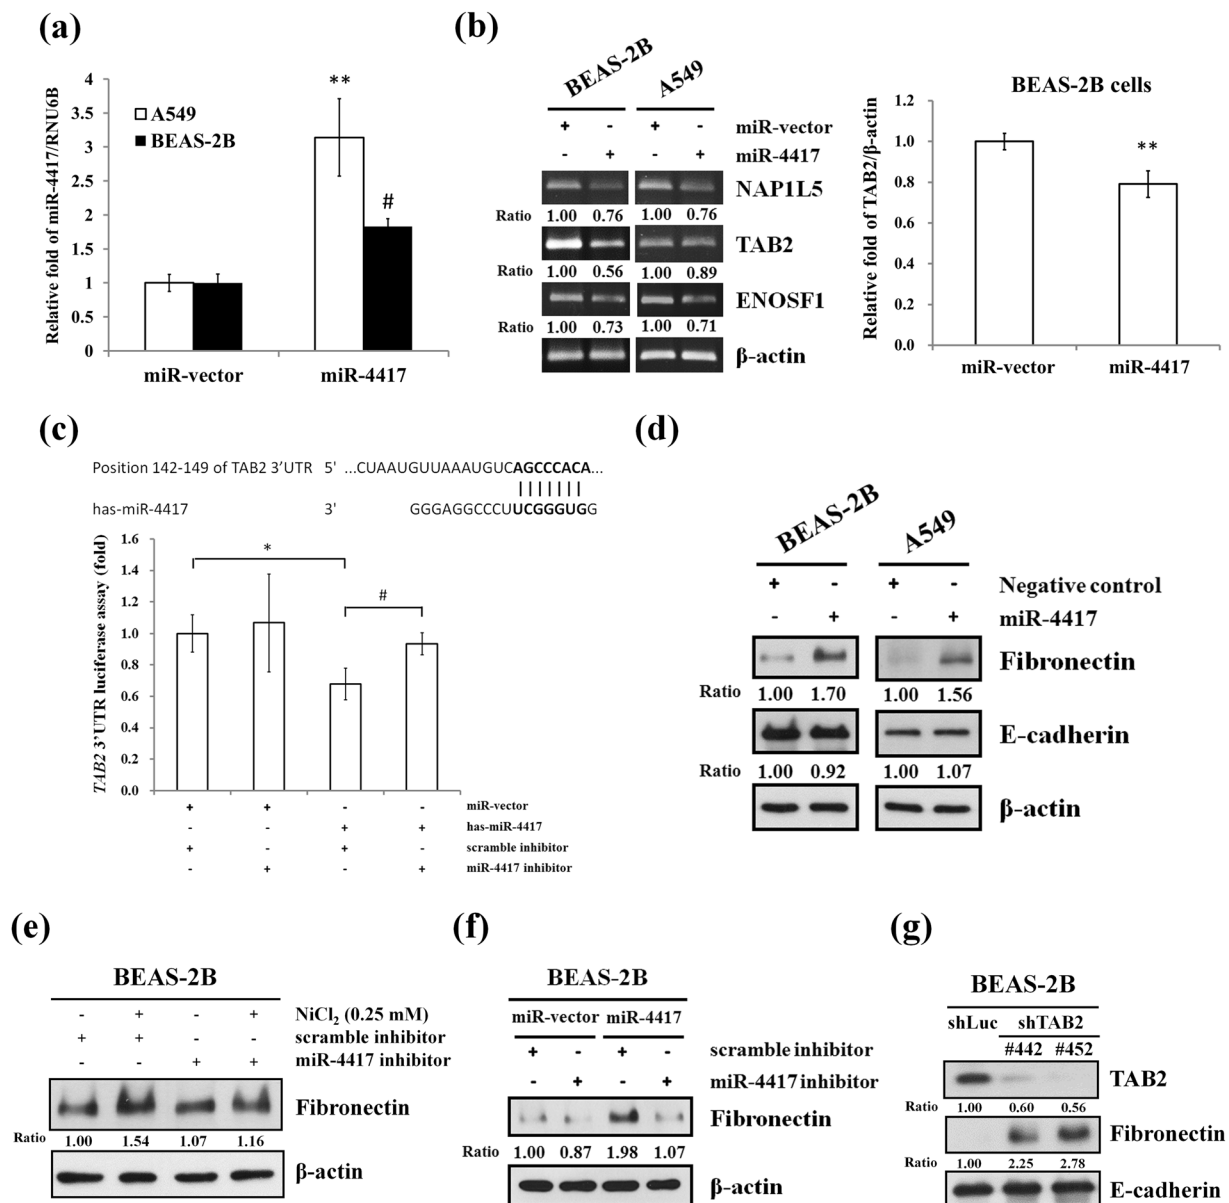 (a)
Relative fold of miR-4417/RNU6B
4
3.5
3
2.5
2
1.5
1
0.5
0
A549
BEAS-2B
**
#
miR-vector
miR-4417
(b)
BEAS-2B
A549
+ - + - miR-vector
- + - + miR-4417
NAP1L5
Ratio 1.00 0.76 1.00 0.76
TAB2
Ratio 1.00 0.56 1.00 0.89
ENOSF1
Ratio 1.00 0.73 1.00 0.71
β-actin
BEAS-2B cells
Relative fold of TAB2/β-actin
1.2
1.0
0.8
0.6
0.4
0.2
0.0
**
miR-vector
miR-4417
(c)
Position 142-149 of TAB2 3'UTR 5' ...CUAAUGUUAAAUGUCAGCCCACA...
has-miR-4417 3' GGGAGGCCCUUCGGGUGG
TAB2 3'UTR luciferase assay (fold)
1.6
1.4
1.2
1.0
0.8
0.6
0.4
0.2
0.0
*
#
+ + - - miR-vector
- - + + has-miR-4417
+ - + - scramble inhibitor
- + - + miR-4417 inhibitor
(d)
BEAS-2B
A549
+ - + - Negative control
- + - + miR-4417
Fibronectin
Ratio 1.00 1.70 1.00 1.56
E-cadherin
Ratio 1.00 0.92 1.00 1.07
β-actin
(e)
BEAS-2B
- + - + NiCl2 (0.25 mM)
+ + - - scramble inhibitor
- - + + miR-4417 inhibitor
Fibronectin
Ratio 1.00 1.54 1.07 1.16
β-actin
(f)
BEAS-2B
miR-vector miR-4417
+ - + - scramble inhibitor
- + - + miR-4417 inhibitor
Fibronectin
Ratio 1.00 0.87 1.98 1.07
β-actin
(g)
BEAS-2B
shLuc shTAB2
#442 #452
TAB2
Ratio 1.00 0.60 0.56
Fibronectin
Ratio 1.00 2.25 2.78
E-cadherin